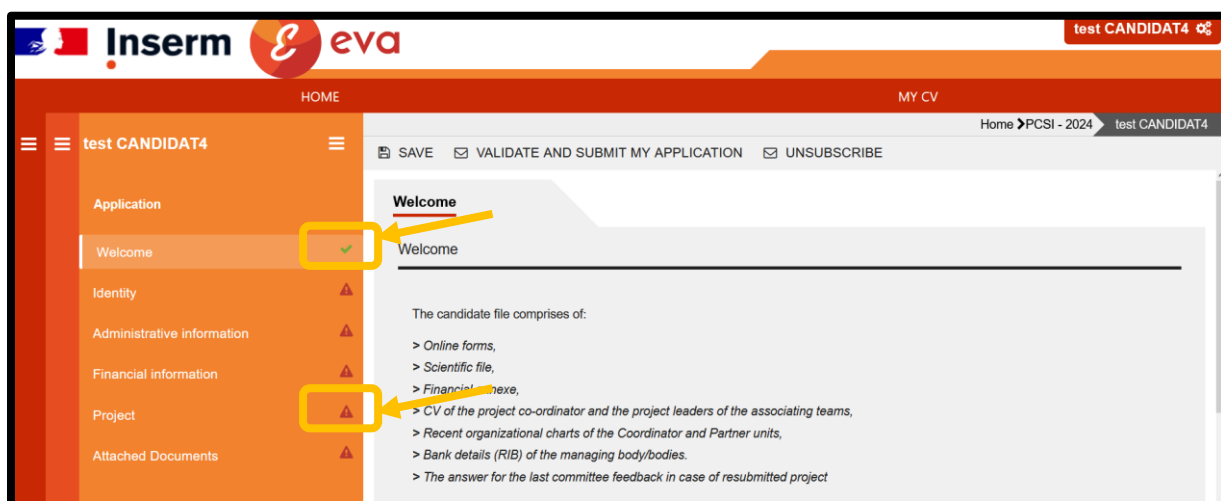 Inserm
eva
test CANDIDAT4
HOME
MY CV
Home PCSI - 2024 test CANDIDAT4
test CANDIDAT4
SAVE VALIDATE AND SUBMIT MY APPLICATION UNSUBSCRIBE
Application
Welcome
Identity
Administrative information
Financial information
Project
Attached Documents
Welcome
Welcome
The candidate file comprises of:
> Online forms,
> Scientific file,
> Financial annexe,
> CV of the project co-ordinator and the project leaders of the associating teams,
> Recent organizational charts of the Coordinator and Partner units,
> Bank details (RIB) of the managing body/bodies.
> The answer for the last committee feedback in case of resubmitted project